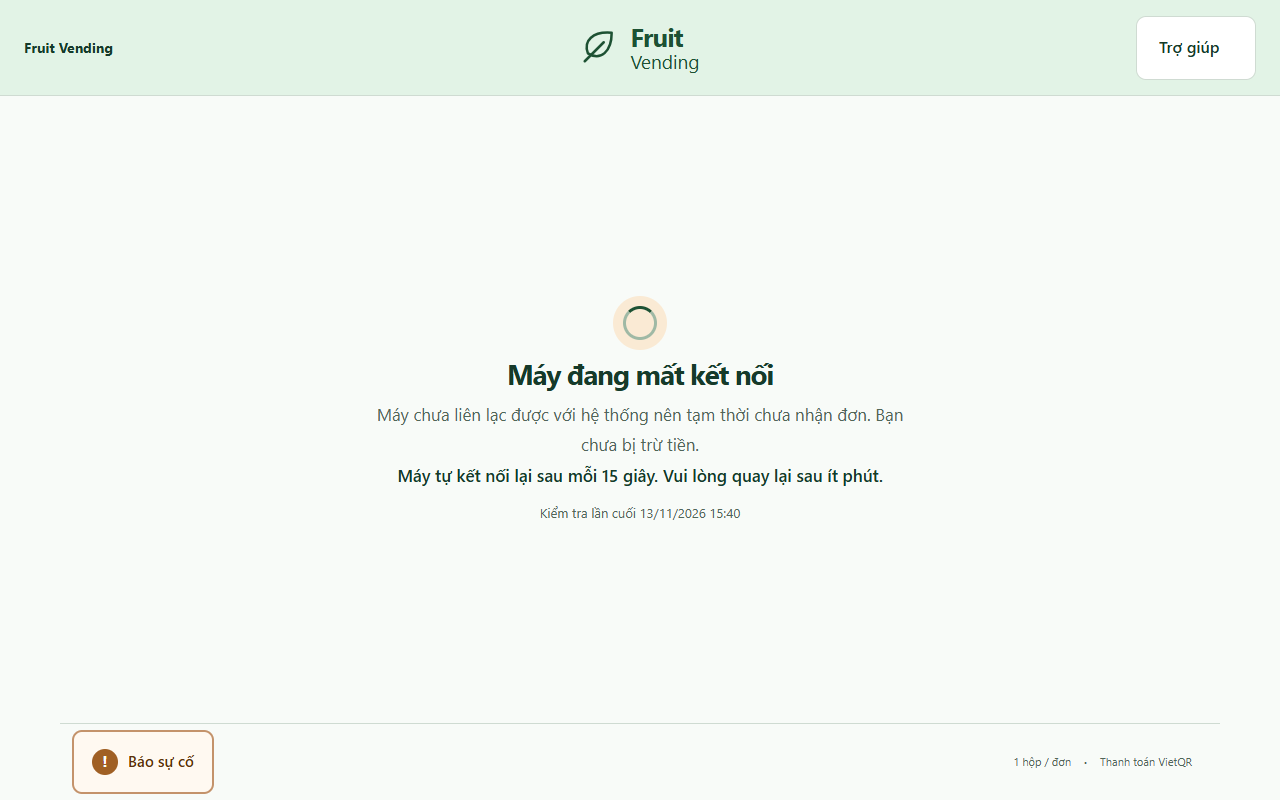 Fruit Vending
Fruit
Vending
Trợ giúp
Máy đang mất kết nối
Máy chưa liên lạc được với hệ thống nên tạm thời chưa nhận đơn. Bạn
chưa bị trừ tiền.
Máy tự kết nối lại sau mỗi 15 giây. Vui lòng quay lại sau ít phút.
Kiểm tra lần cuối 13/11/2026 15:40
! Báo sự cố
1 hộp / đơn • Thanh toán VietQR